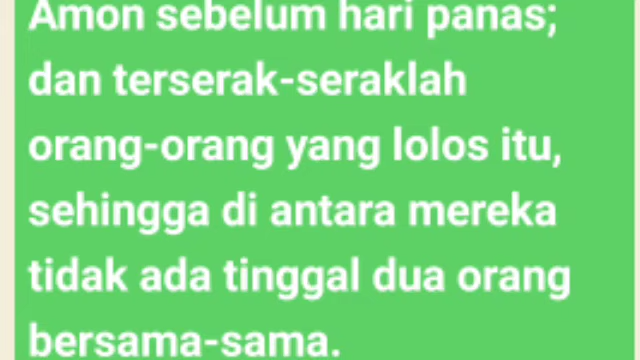 Amon sebelum hari panas;
dan terserak-seraklah
orang-orang yang lolos itu,
sehingga di antara mereka
tidak ada tinggal dua orang
bersama-sama.